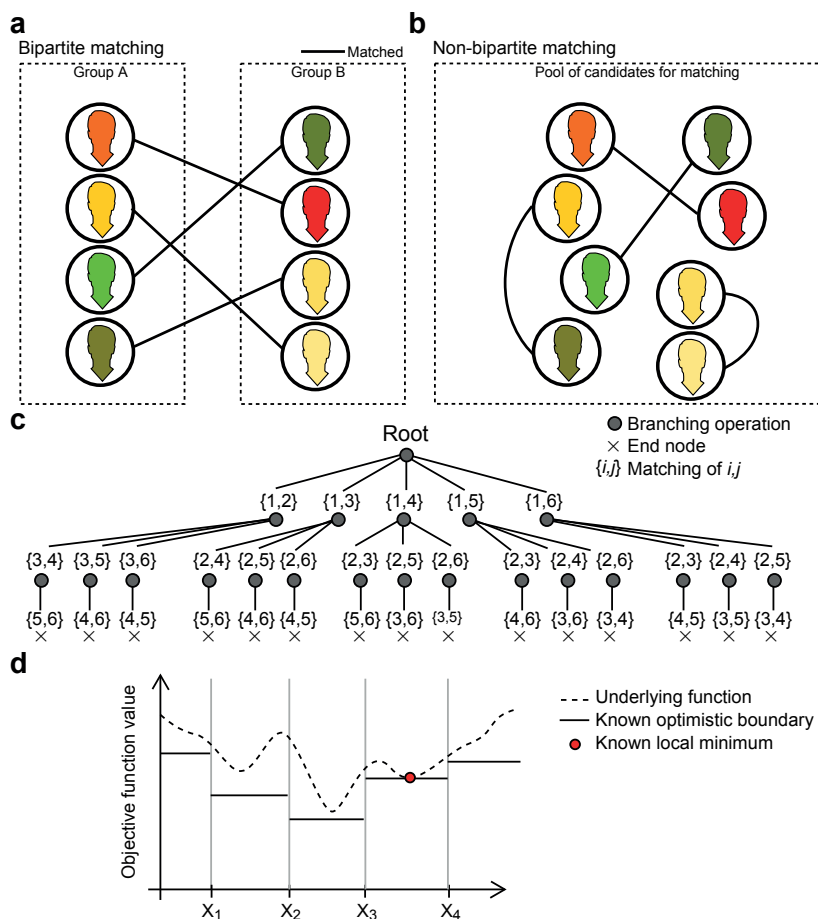 a
Bipartite matching
Matched
Group A
Group B
b
Non-bipartite matching
Pool of candidates for matching
c
Root
Branching operation
× End node
{i,j} Matching of i,j
{1,2} {1,3} {1,4} {1,5} {1,6}
{3,4} {3,5} {3,6} {2,4} {2,5} {2,6} {2,3} {2,5} {2,6} {2,3} {2,4} {2,6} {2,3} {2,4} {2,5}
{5,6} {4,6} {4,5} {5,6} {4,6} {4,5} {5,6} {3,6} {3,5} {4,6} {3,6} {3,4} {4,5} {3,5} {3,4}
× × × × × × × × × × × × × × ×
d
Objective function value
Underlying function
Known optimistic boundary
Known local minimum
X1 X2 X3 X4